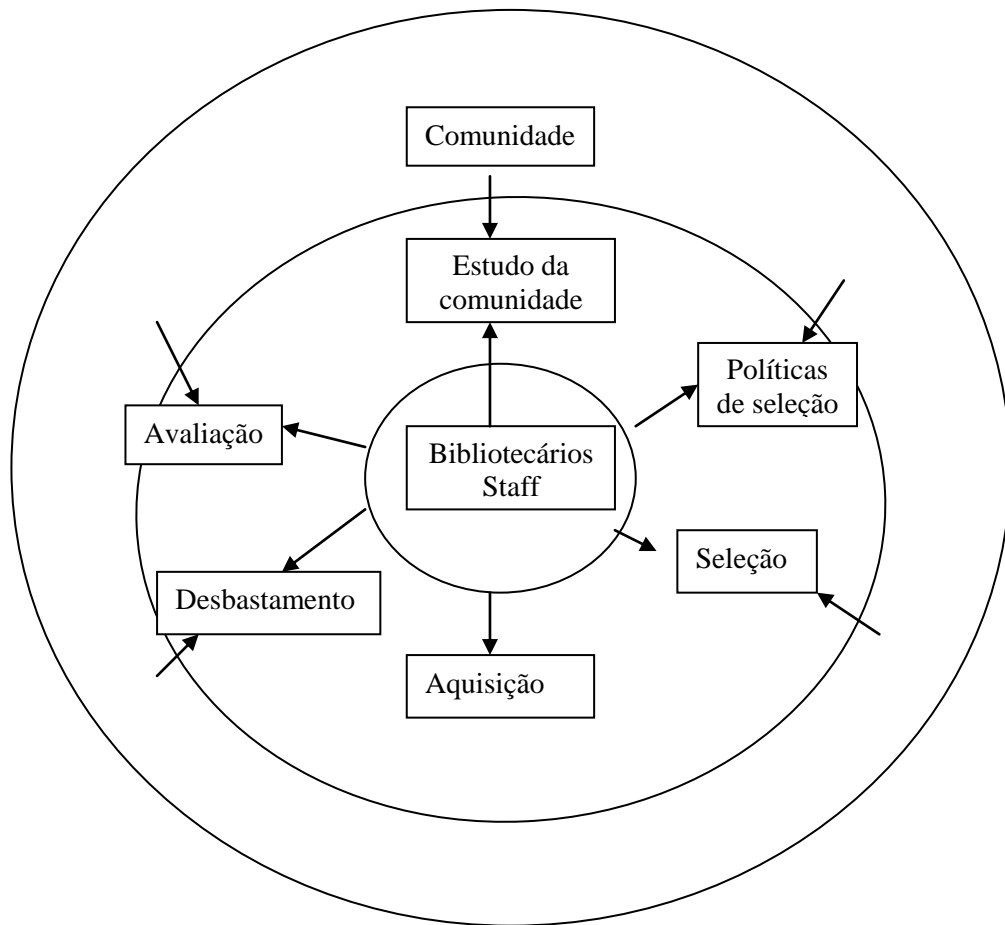 Comunidade
Estudo da
comunidade
Políticas
de seleção
Avaliação
Bibliotecários
Staff
Seleção
Desbastamento
Aquisição